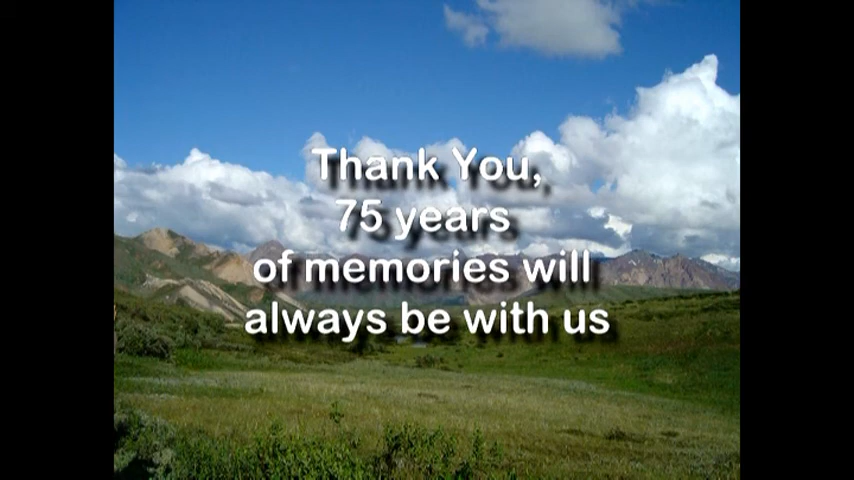 Thank You,
75 years
of memories will
always be with us